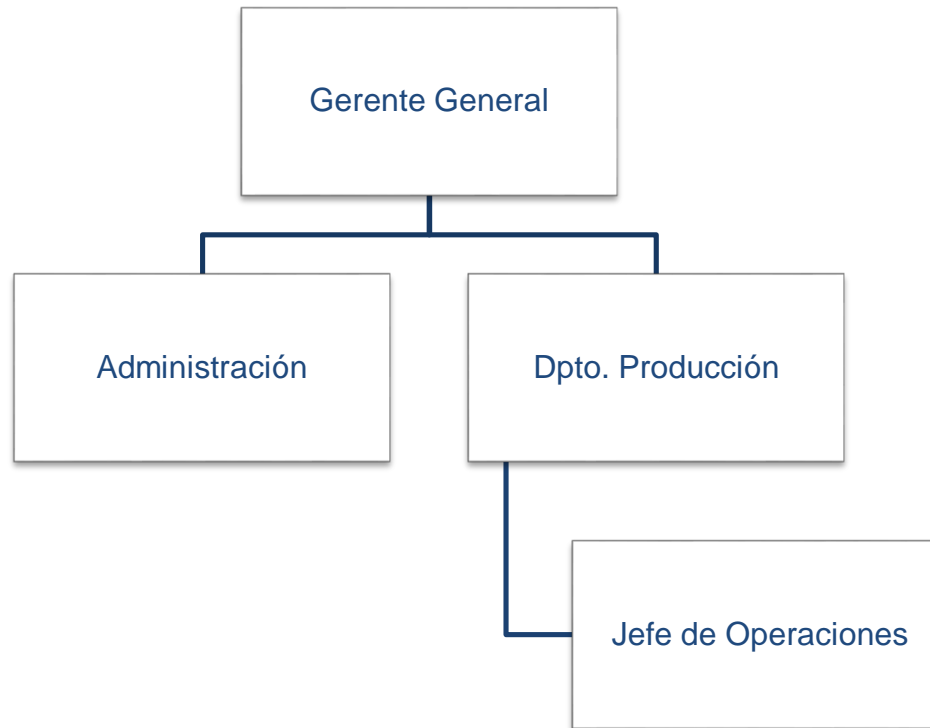 Gerente General
Administración
Dpto. Producción
Jefe de Operaciones